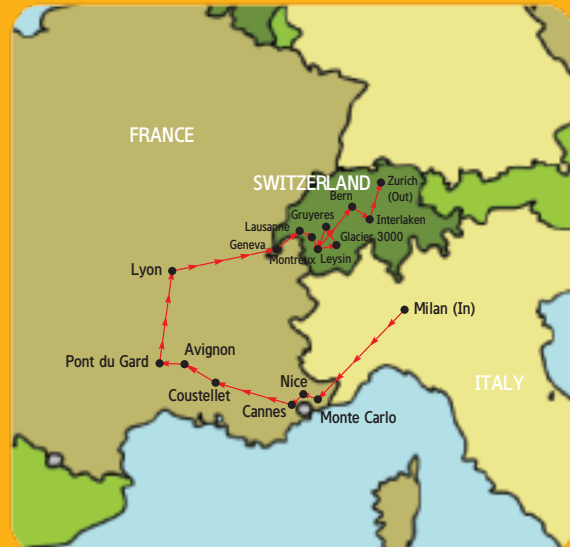 FRANCE
SWITZERLAND
Zurich
(Out)
Bern
Gruyeres
Interlaken
Lausanne
Glacier 3000
Geneva
Montreux
Leysin
Lyon
Milan (In)
Pont du Gard
Avignon
Nice
ITALY
Coustellet
Cannes
Monte Carlo